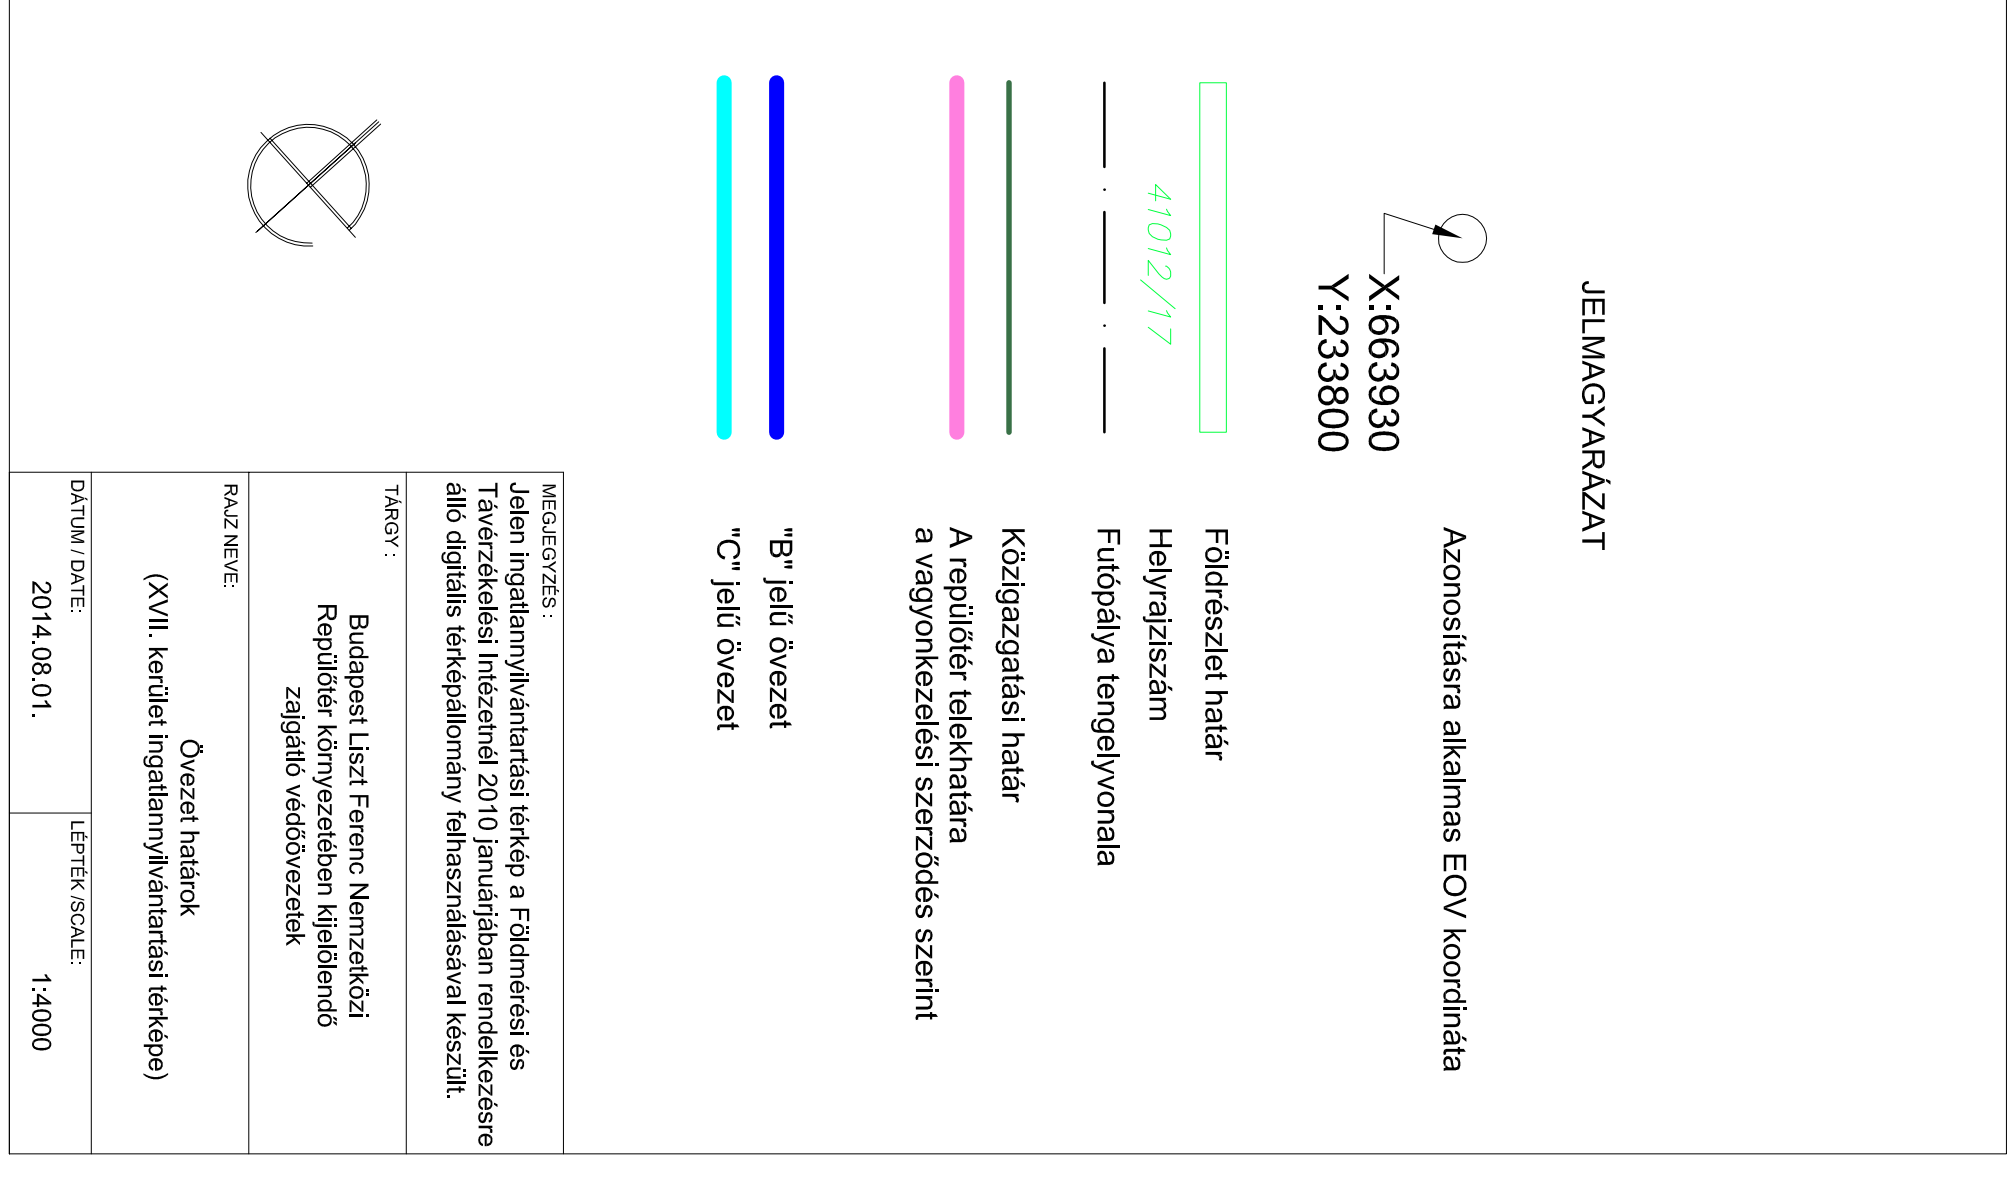 JELMAGYARÁZAT
X:663930
Y:233800
Azonosításra alkalmas EOV koordináta
Földrészlet határ
41012/17
Helyrajziszám
Futópálya tengelyvonala
Közigazgatási határ
A repülőtér telekhatára
a vagyonkezelési szerződés szerint
"B" jelű övezet
"C" jelű övezet
MEGJEGYZÉS :
Jelen ingatlannyilvántartási térkép a Földmérési és
Távérzékelési Intézetnél 2010 januárjában rendelkezésre
álló digitális térképállomány felhasználásával készült.
TÁRGY :
Budapest Liszt Ferenc Nemzetközi
Repülőtér környezetében kijelölendő
zajgátló védőövezetek
RAJZ NEVE:
Övezet határok
(XVII. kerület ingatlannyilvántartási térképe)
DÁTUM / DATE:
2014.08.01.
LÉPTÉK /SCALE:
1:4000